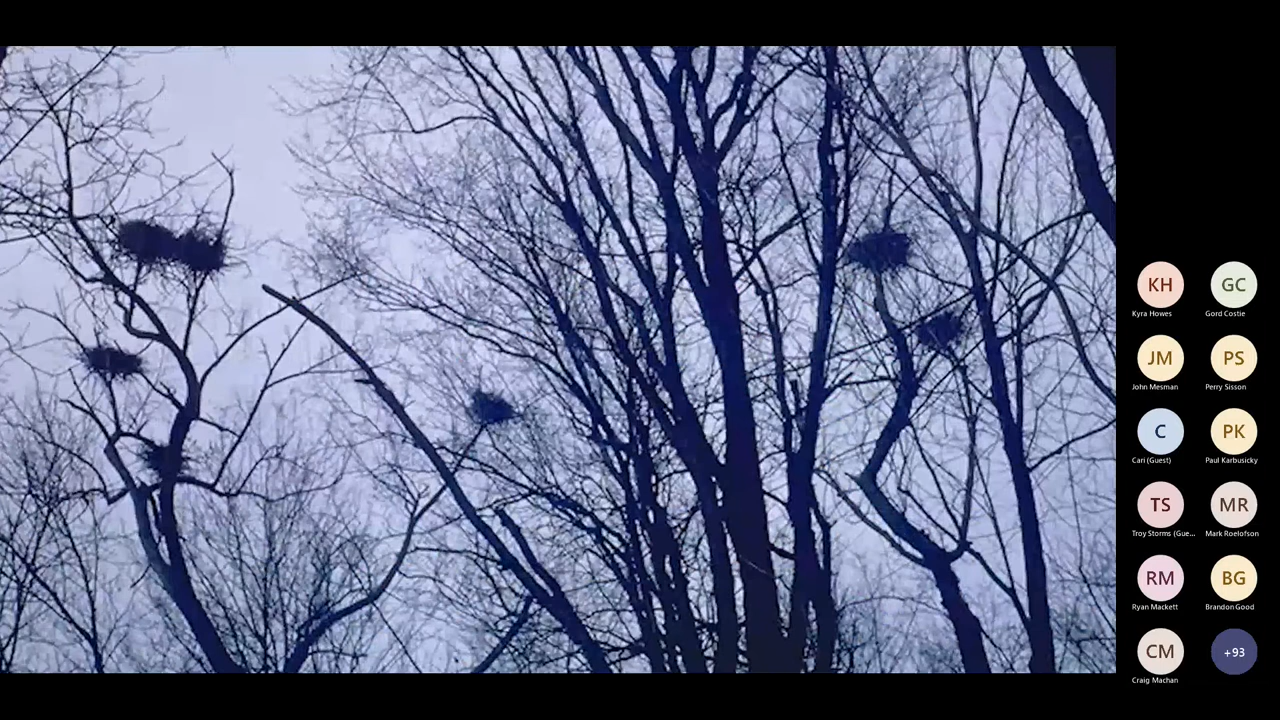 KH
GC
Kyra Howes
Gord Costie
JM
PS
John Mesman
Perry Sisson
C
PK
Cari (Guest)
Paul Karbusicky
TS
MR
Troy Storms (Gue...
Mark Roelofson
RM
BG
Ryan Mackett
Brandon Good
CM
+93
Craig Machan